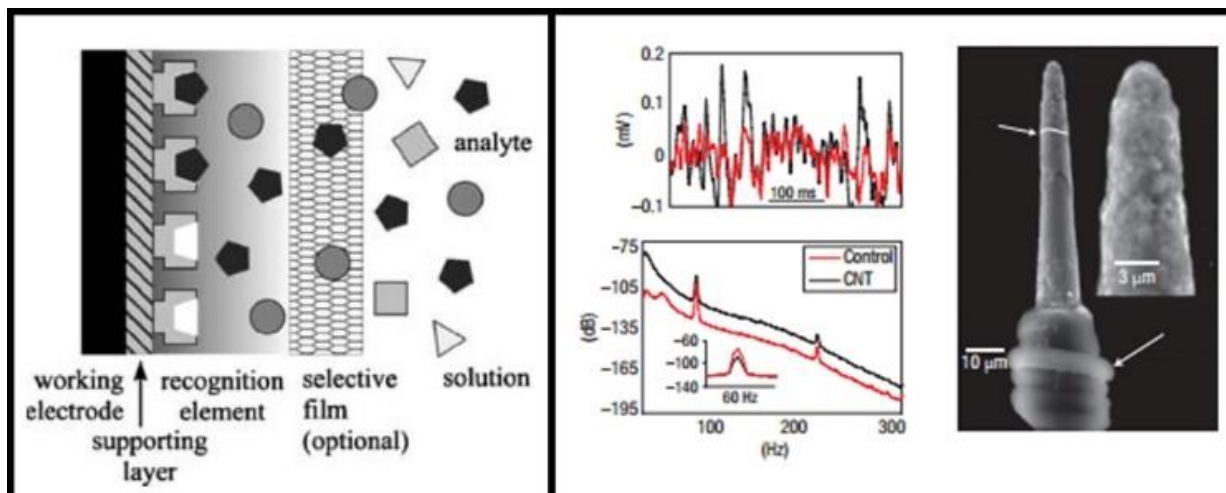 analyte
solution
working
electrode
supporting
layer
recognition
element
selective
film
(optional)
0.2
0.1
0
−0.1
(mV)
100 ms
−75
−105
−135
−165
−195
(dB)
Control
CNT
−60
−100
−140
60 Hz
100
200
300
(Hz)
3 μm
10 μm